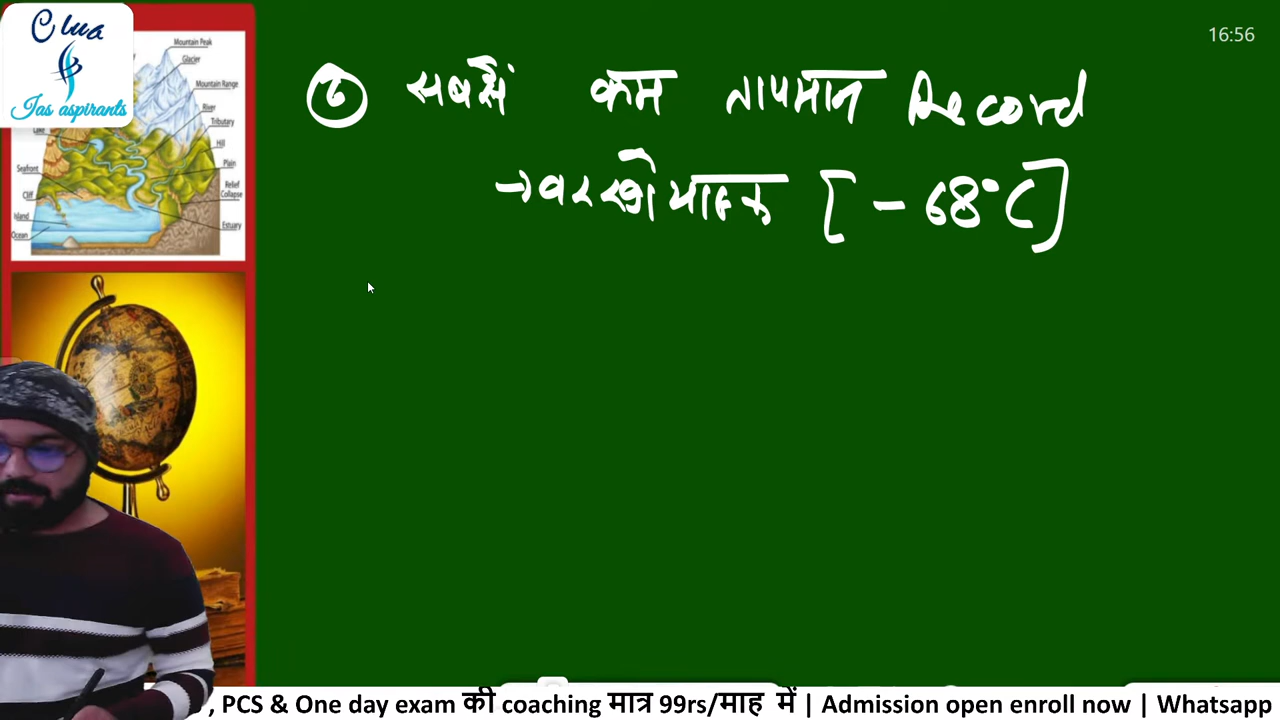 Clua
Ias aspirants
Mountain Peak
Glacier
Mountain Range
River
Tributary
Hill
Lake
Plain
Seafront
Relief
Collapse
Cliff
Island
Estuary
Ocean
16:56
⑥ सबसें कम तापमान Record
→ वरखोयान्स्क [ – 68°C ]
, PCS & One day exam की coaching मात्र 99rs/माह में | Admission open enroll now | Whatsapp